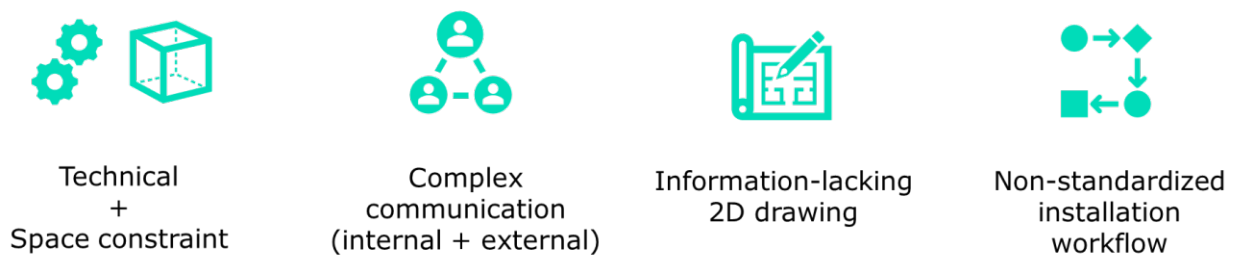 Technical
+
Space constraint
Complex
communication
(internal + external)
Information-lacking
2D drawing
Non-standardized
installation
workflow